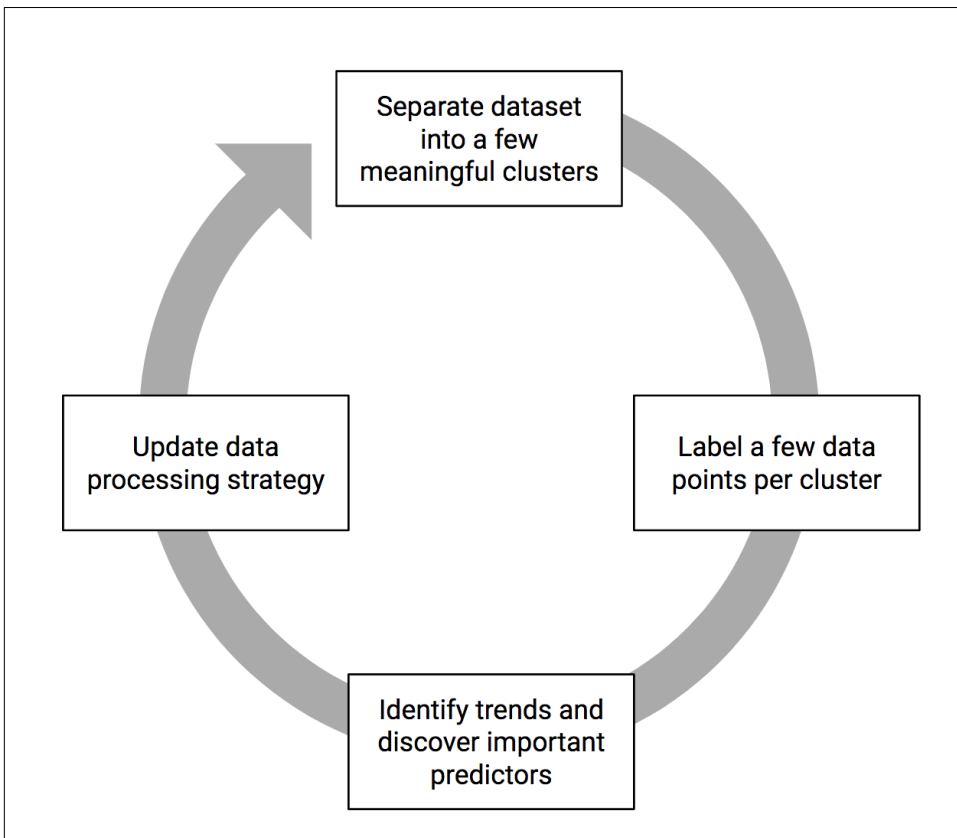 Separate dataset
into a few
meaningful clusters
Label a few data
points per cluster
Identify trends and
discover important
predictors
Update data
processing strategy